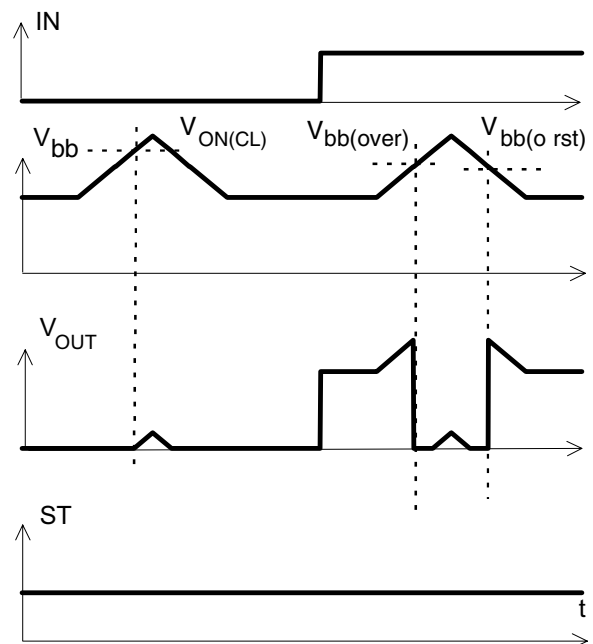 IN
Vbb
VON(CL)
Vbb(over)
Vbb(o rst)
VOUT
ST
t